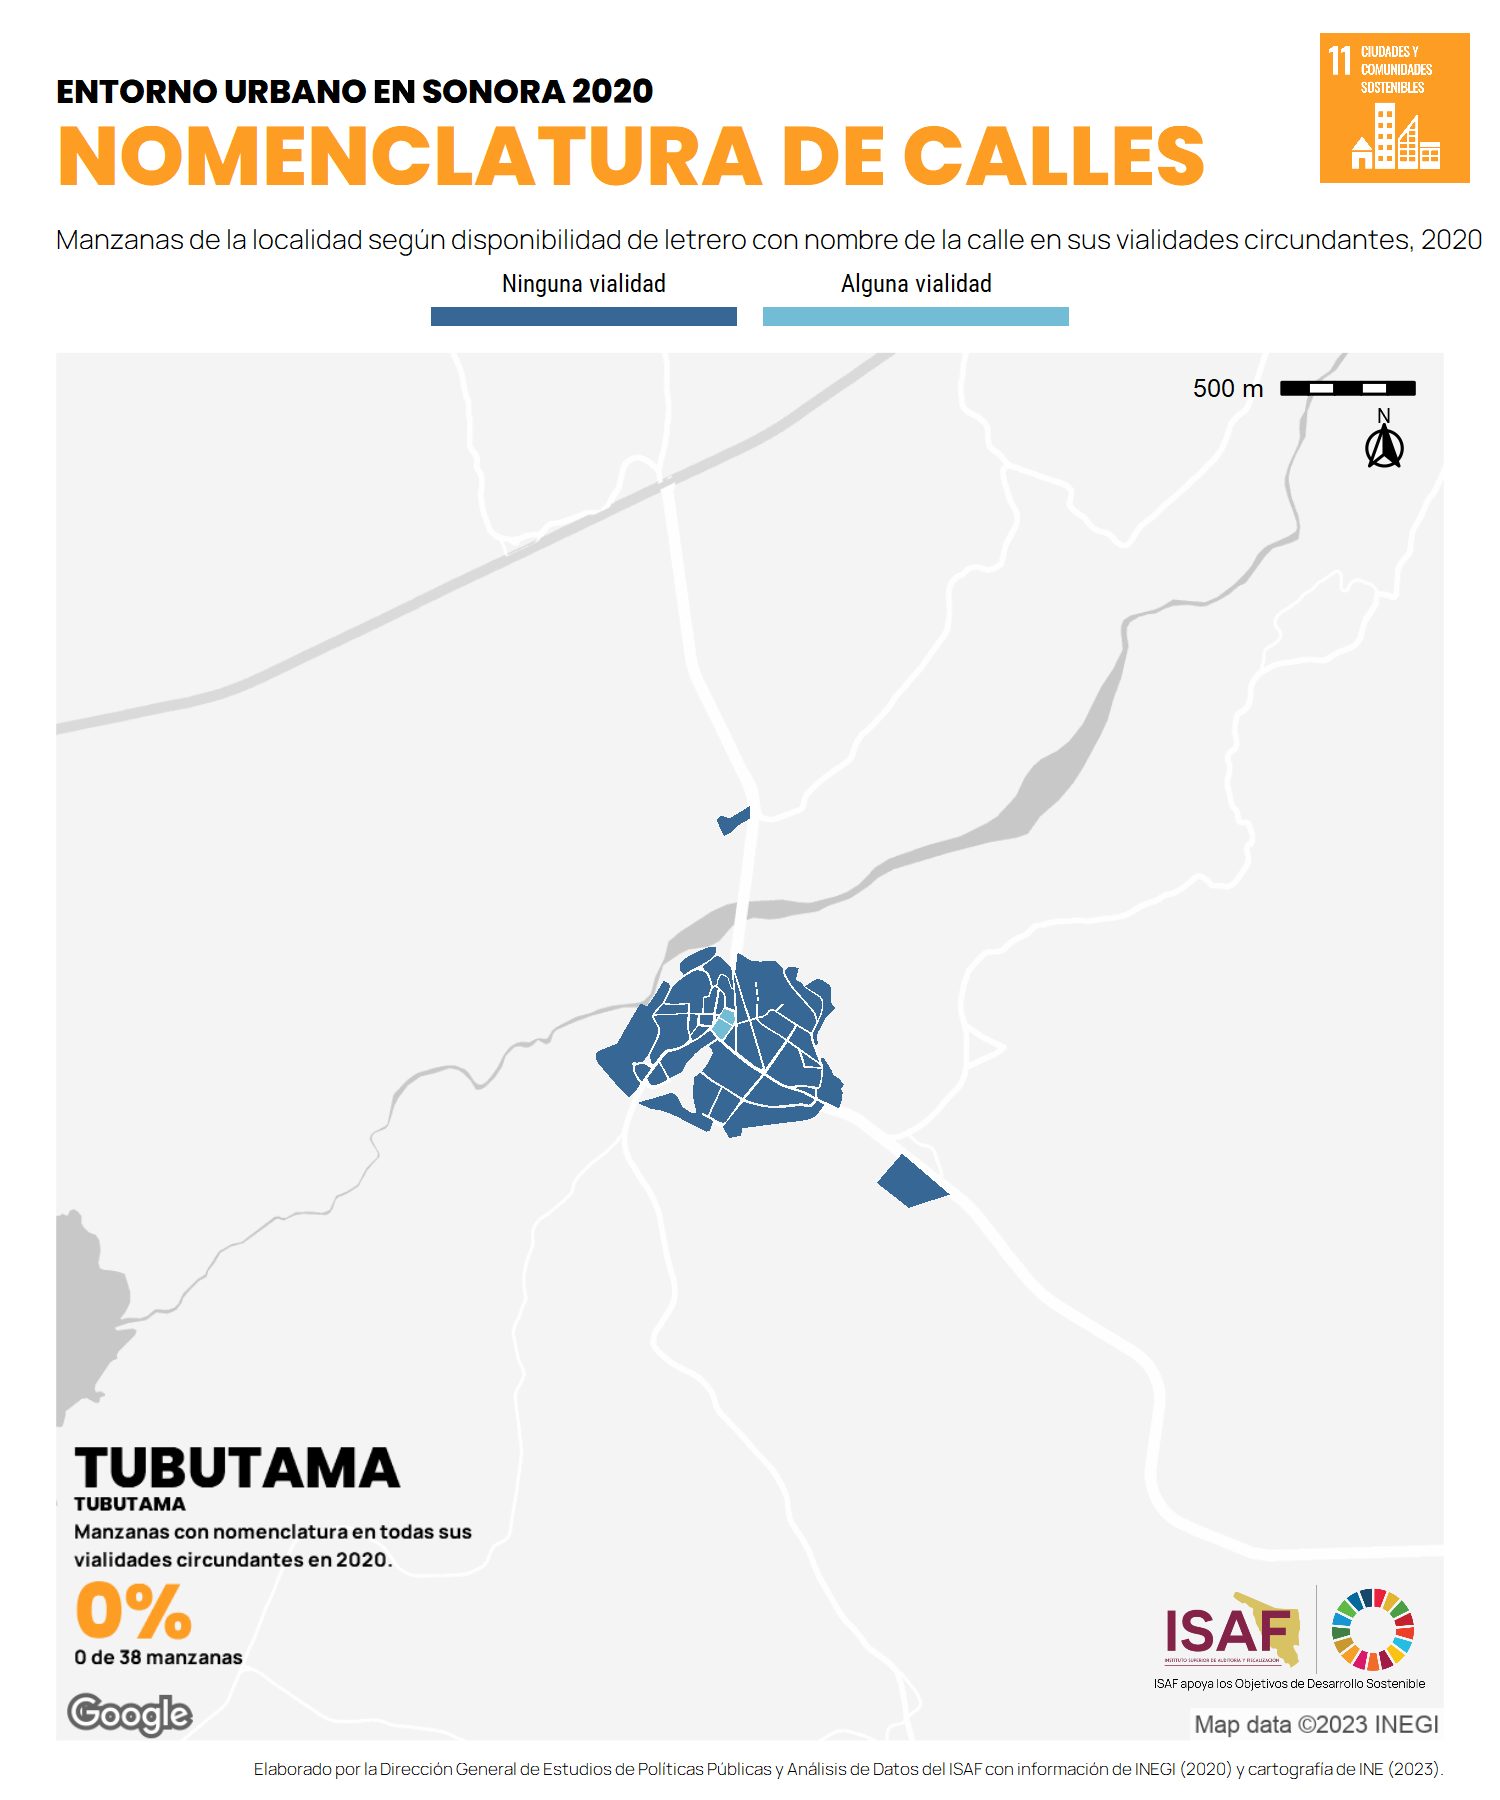 11 CIUDADES Y
COMUNIDADES
SOSTENIBLES
ENTORNO URBANO EN SONORA 2020
NOMENCLATURA DE CALLES
Manzanas de la localidad según disponibilidad de letrero con nombre de la calle en sus vialidades circundantes, 2020
Ninguna vialidad
Alguna vialidad
500 m
N
TUBUTAMA
TUBUTAMA
Manzanas con nomenclatura en todas sus
vialidades circundantes en 2020.
0%
0 de 38 manzanas
Google
ISAF
INSTITUTO SUPERIOR DE AUDITORÍA Y FISCALIZACIÓN
ISAF apoya los Objetivos de Desarrollo Sostenible
Map data ©2023 INEGI
Elaborado por la Dirección General de Estudios de Políticas Públicas y Análisis de Datos del ISAF con información de INEGI (2020) y cartografía de INE (2023).